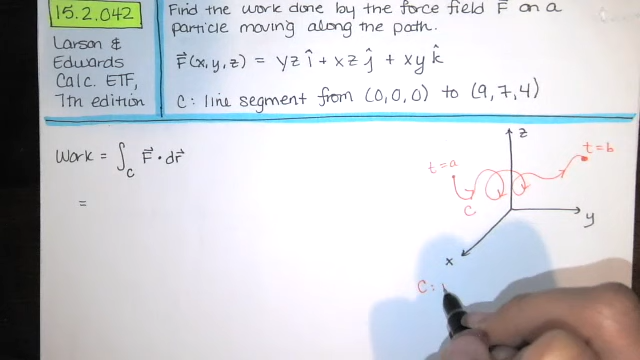 15.2.042
Larson &
Edwards
Calc. ETF,
7th edition
Find the work done by the force field F⃗ on a
particle moving along the path.
F⃗(x,y,z) = yz î + xz ĵ + xy k̂
C: line segment from (0,0,0) to (9,7,4)
Work = ∫_C F⃗ • dr⃗
=
z
t=a
t=b
C
y
x
C: